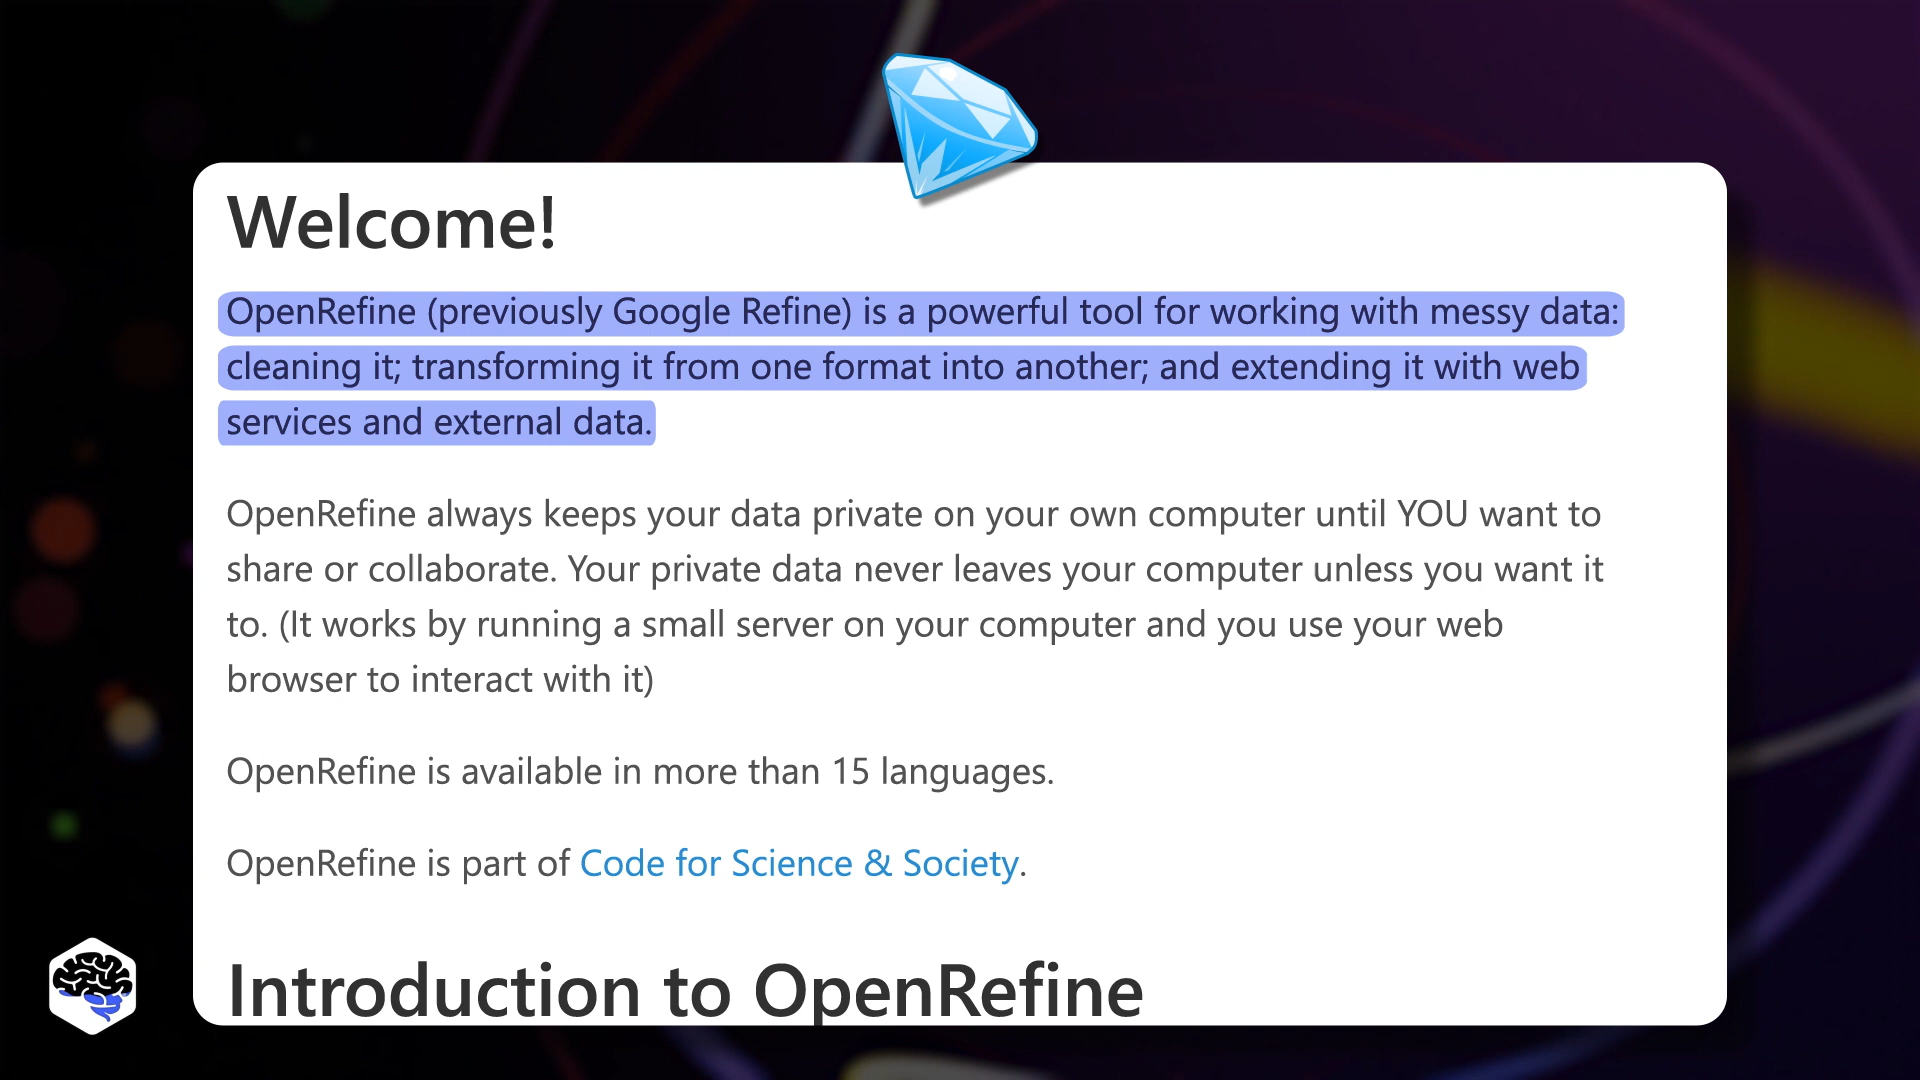 Welcome!
OpenRefine (previously Google Refine) is a powerful tool for working with messy data:
cleaning it; transforming it from one format into another; and extending it with web
services and external data.
OpenRefine always keeps your data private on your own computer until YOU want to
share or collaborate. Your private data never leaves your computer unless you want it
to. (It works by running a small server on your computer and you use your web
browser to interact with it)
OpenRefine is available in more than 15 languages.
OpenRefine is part of Code for Science & Society.
Introduction to OpenRefine